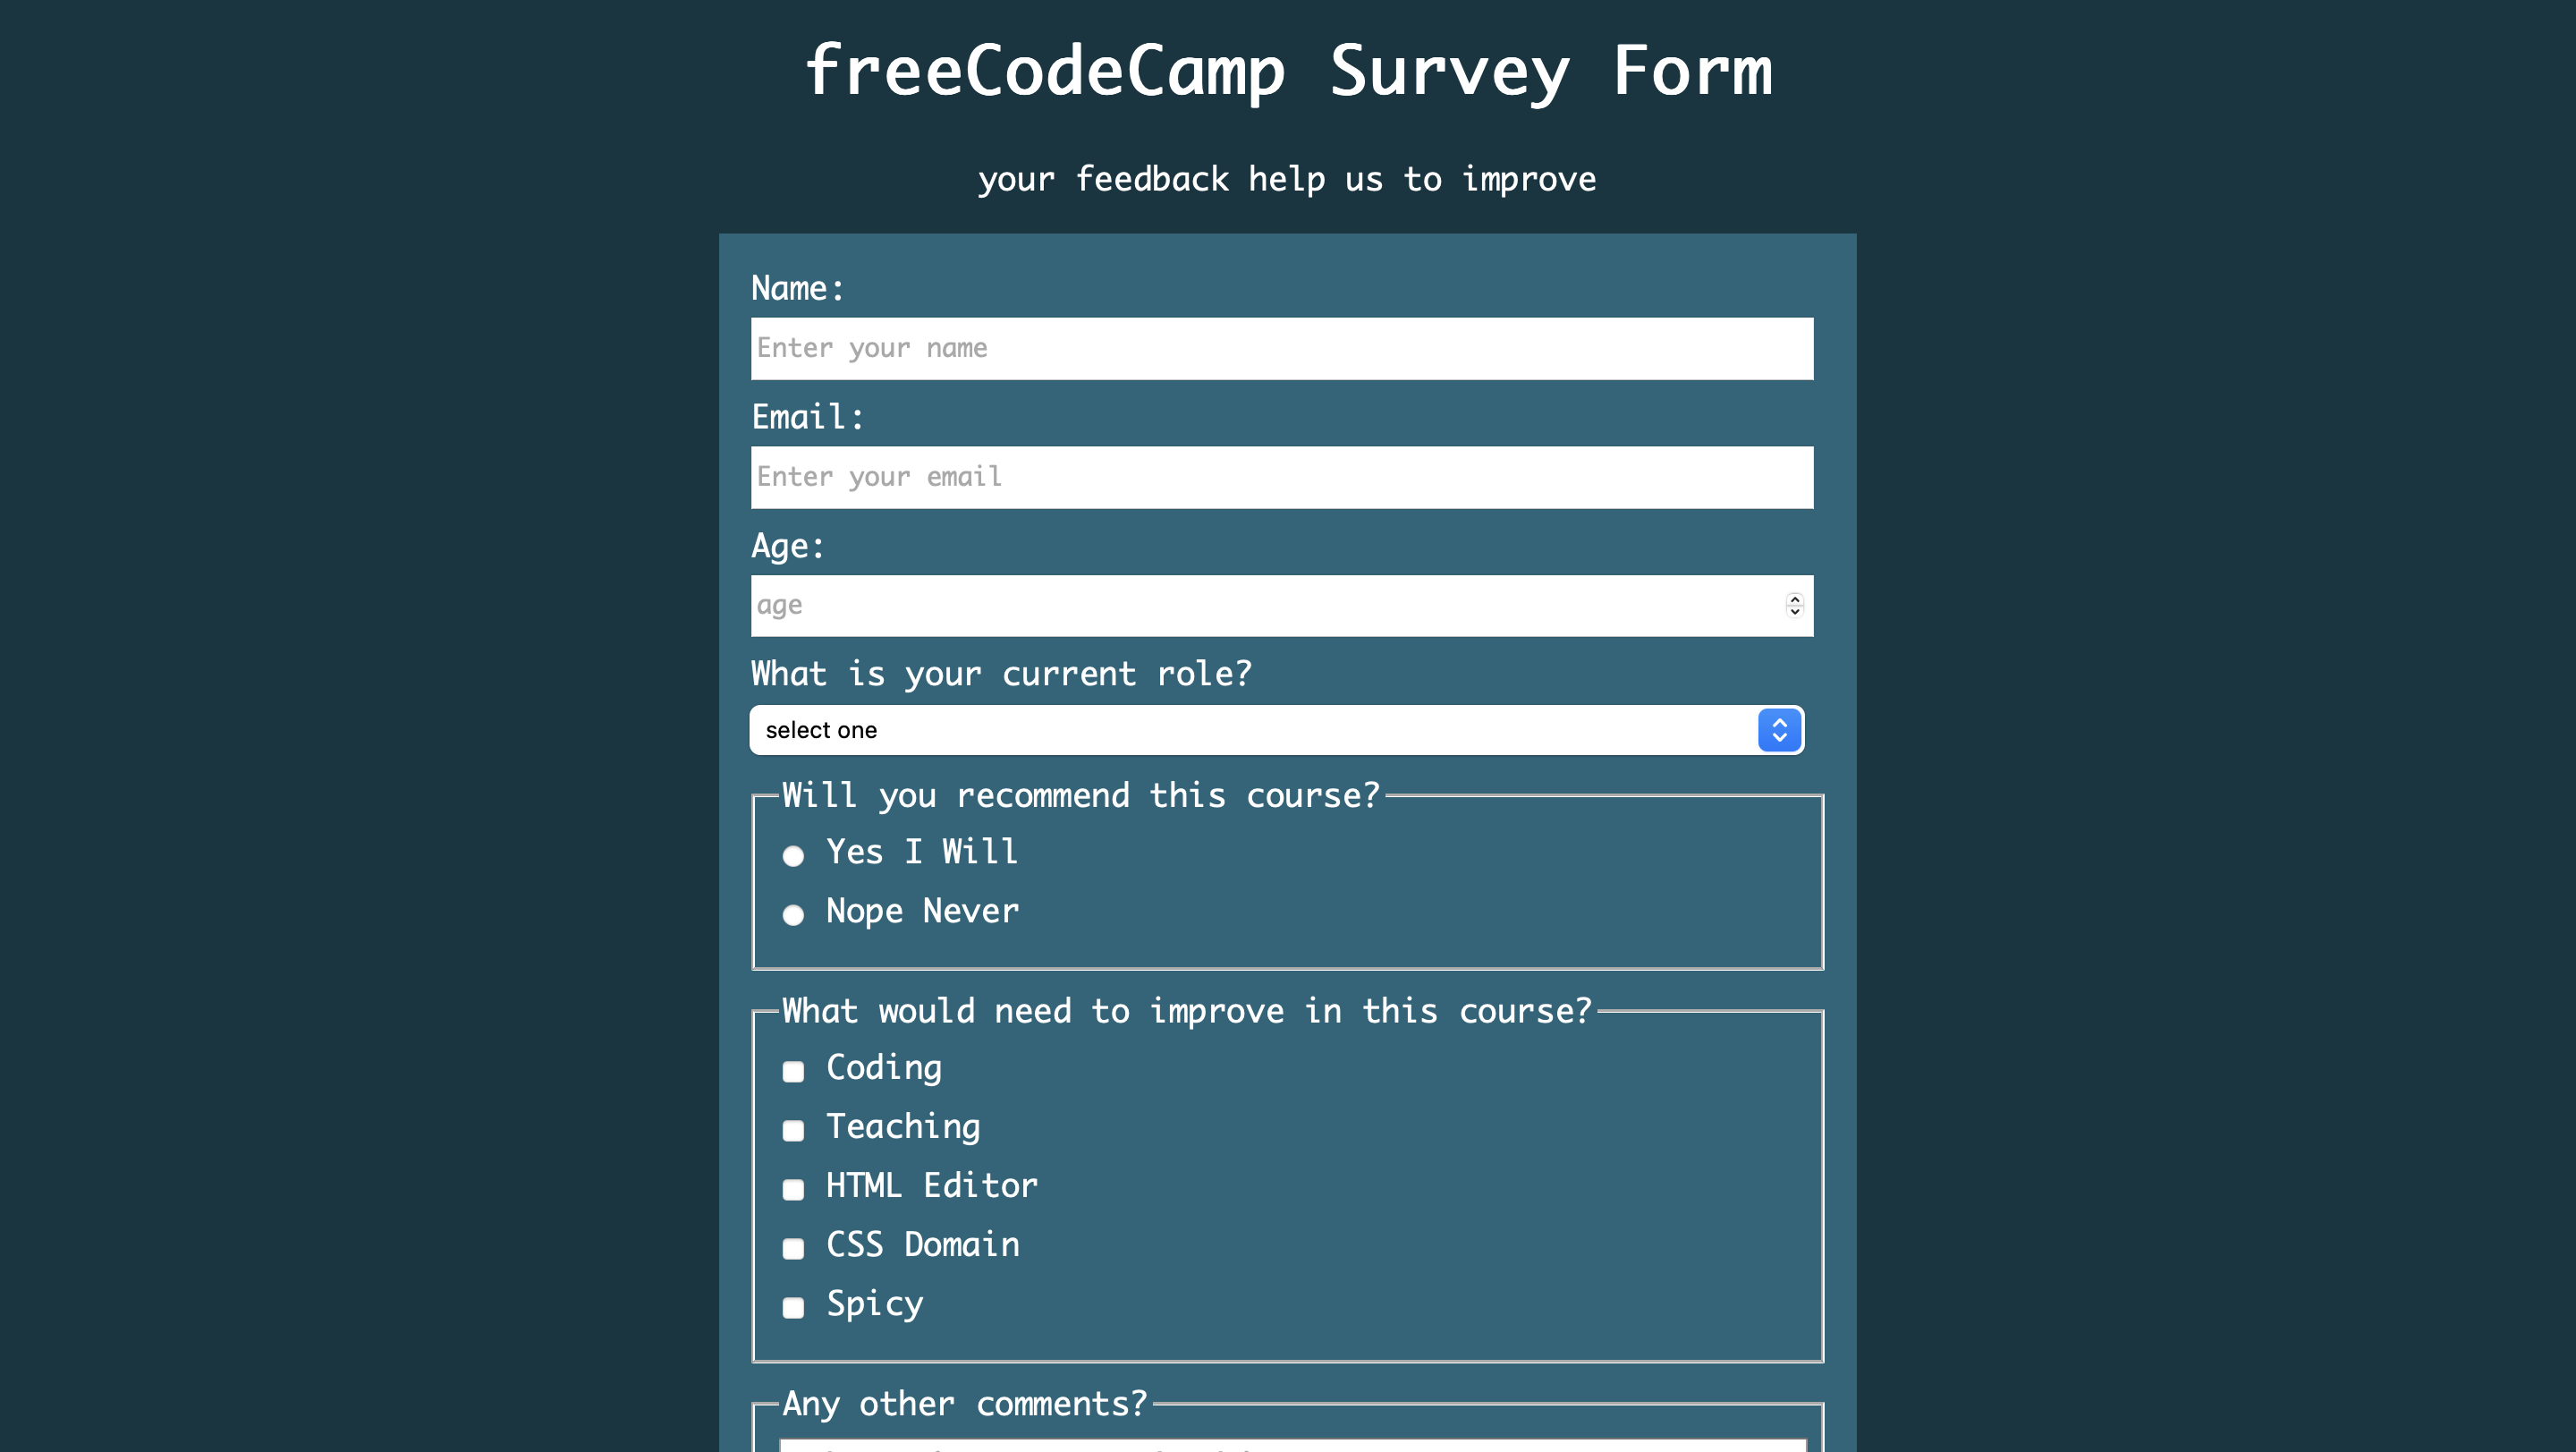 freeCodeCamp Survey Form
your feedback help us to improve
Name:
Enter your name
Email:
Enter your email
Age:
age
What is your current role?
select one
Will you recommend this course?
Yes I Will
Nope Never
What would need to improve in this course?
Coding
Teaching
HTML Editor
CSS Domain
Spicy
Any other comments?